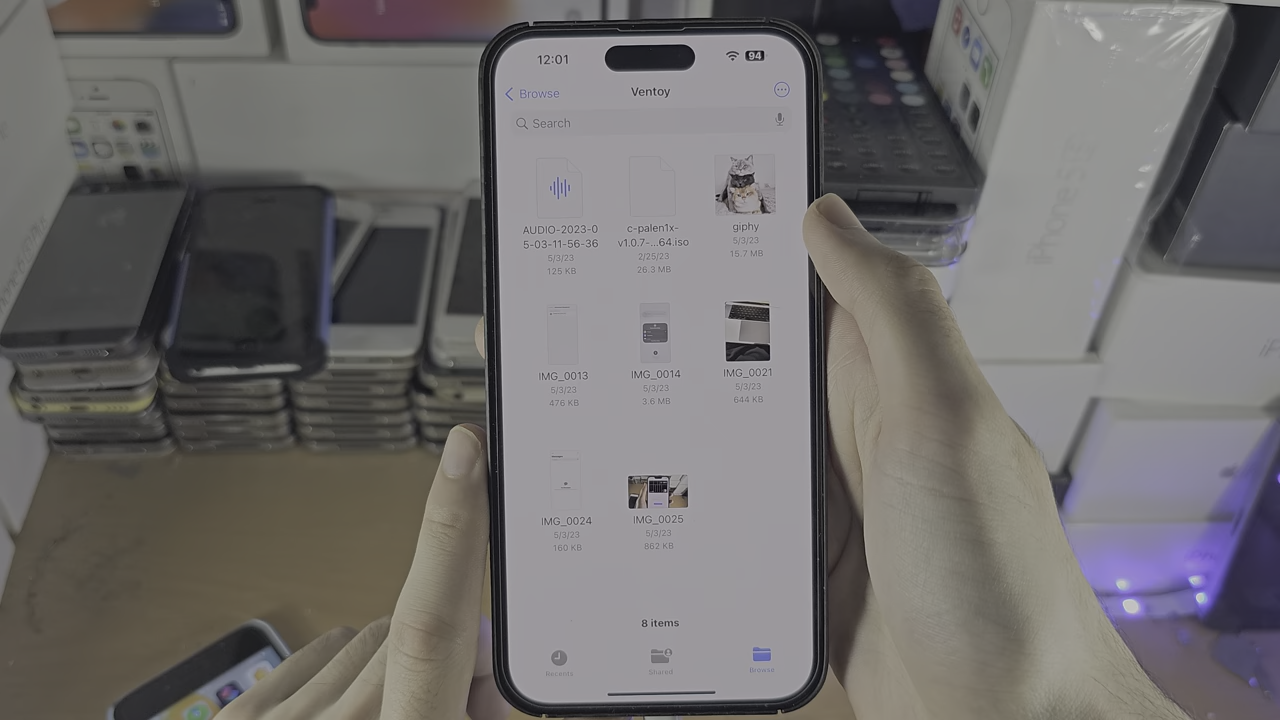 12:01
94
Browse
Ventoy
Search
AUDIO-2023-0
5-03-11-56-36
5/3/23
125 KB
c-palen1x-
v1.0.7-...64.iso
2/25/23
26.3 MB
giphy
5/3/23
15.7 MB
IMG_0013
5/3/23
476 KB
IMG_0014
5/3/23
3.6 MB
IMG_0021
5/3/23
644 KB
IMG_0024
5/3/23
160 KB
IMG_0025
5/3/23
862 KB
8 items
Recents
Shared
Browse
iPhone SE